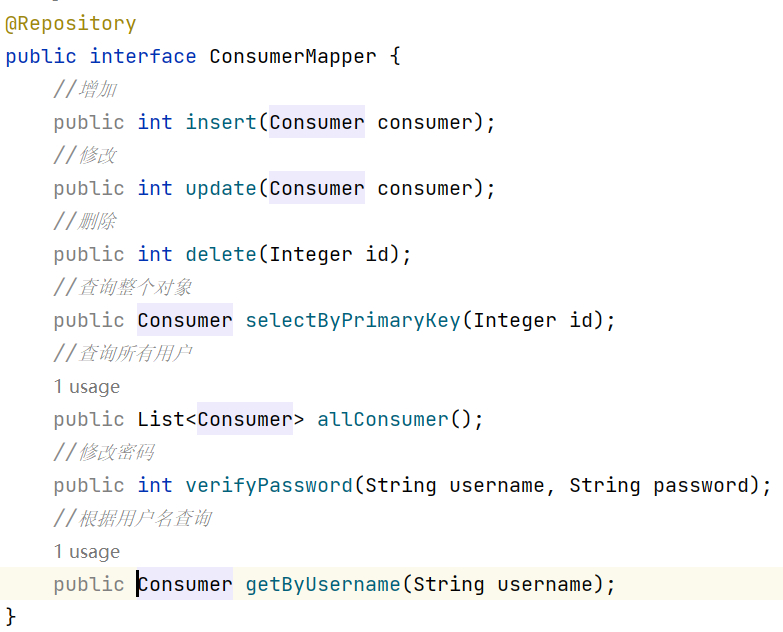 @Repository
public interface ConsumerMapper {
//增加
public int insert(Consumer consumer);
//修改
public int update(Consumer consumer);
//删除
public int delete(Integer id);
//查询整个对象
public Consumer selectByPrimaryKey(Integer id);
//查询所有用户
1 usage
public List<Consumer> allConsumer();
//修改密码
public int verifyPassword(String username, String password);
//根据用户名查询
1 usage
public Consumer getByUsername(String username);
}